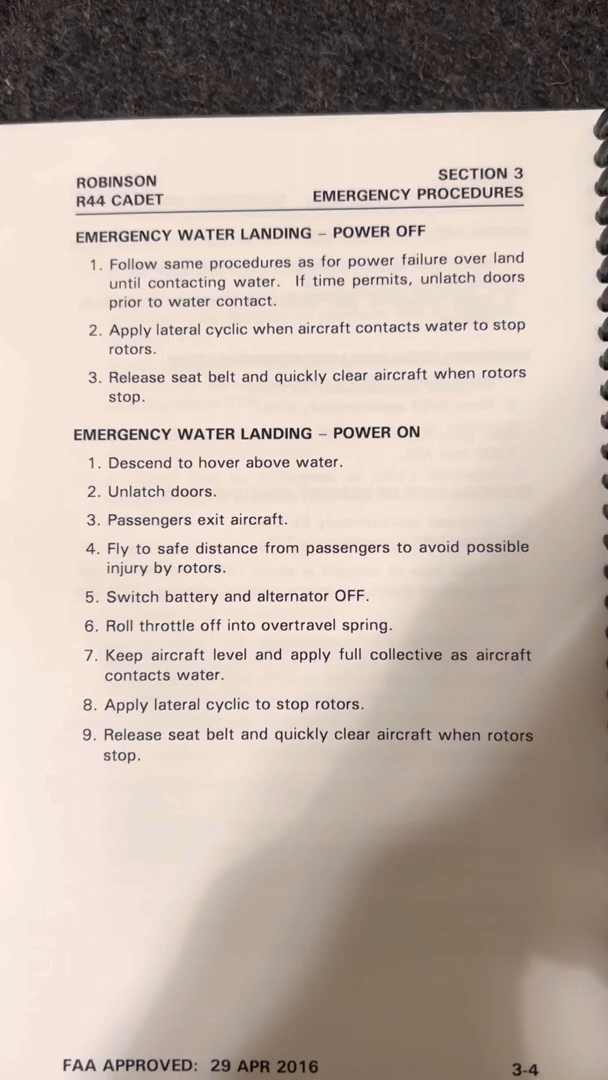 ROBINSON
R44 CADET
SECTION 3
EMERGENCY PROCEDURES
EMERGENCY WATER LANDING – POWER OFF
1. Follow same procedures as for power failure over land
until contacting water. If time permits, unlatch doors
prior to water contact.
2. Apply lateral cyclic when aircraft contacts water to stop
rotors.
3. Release seat belt and quickly clear aircraft when rotors
stop.
EMERGENCY WATER LANDING – POWER ON
1. Descend to hover above water.
2. Unlatch doors.
3. Passengers exit aircraft.
4. Fly to safe distance from passengers to avoid possible
injury by rotors.
5. Switch battery and alternator OFF.
6. Roll throttle off into overtravel spring.
7. Keep aircraft level and apply full collective as aircraft
contacts water.
8. Apply lateral cyclic to stop rotors.
9. Release seat belt and quickly clear aircraft when rotors
stop.
FAA APPROVED: 29 APR 2016
3-4